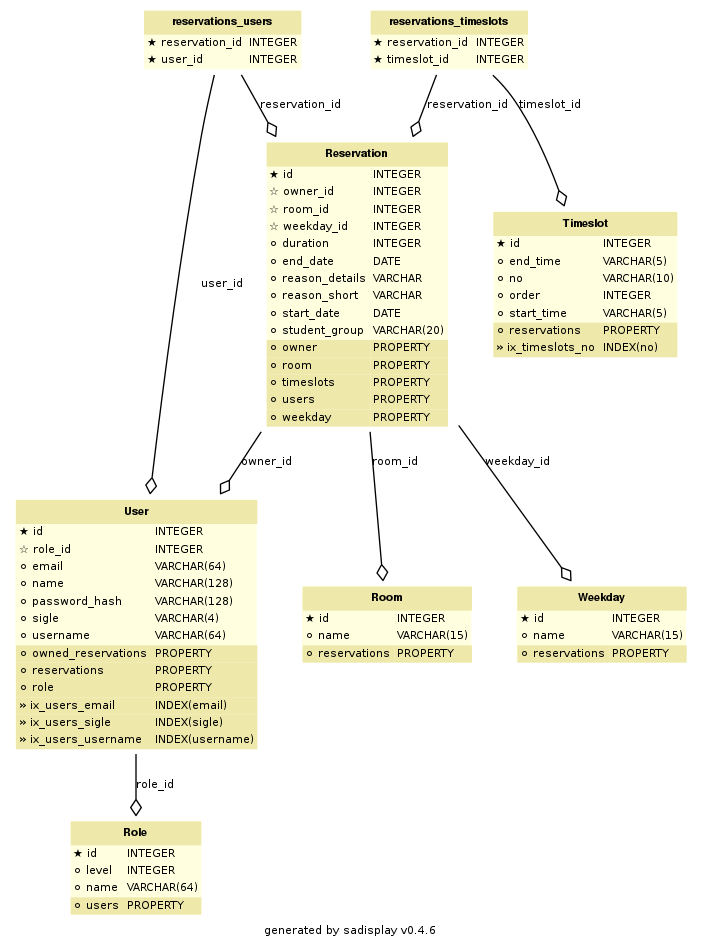 reservations_users
★ reservation_id INTEGER
★ user_id INTEGER
reservations_timeslots
★ reservation_id INTEGER
★ timeslot_id INTEGER
reservation_id
reservation_id
timeslot_id
Reservation
★ id INTEGER
☆ owner_id INTEGER
☆ room_id INTEGER
☆ weekday_id INTEGER
⚬ duration INTEGER
⚬ end_date DATE
⚬ reason_details VARCHAR
⚬ reason_short VARCHAR
⚬ start_date DATE
⚬ student_group VARCHAR(20)
⚬ owner PROPERTY
⚬ room PROPERTY
⚬ timeslots PROPERTY
⚬ users PROPERTY
⚬ weekday PROPERTY
Timeslot
★ id INTEGER
⚬ end_time VARCHAR(5)
⚬ no VARCHAR(10)
⚬ order INTEGER
⚬ start_time VARCHAR(5)
⚬ reservations PROPERTY
» ix_timeslots_no INDEX(no)
user_id
owner_id
room_id
weekday_id
User
★ id INTEGER
☆ role_id INTEGER
⚬ email VARCHAR(64)
⚬ name VARCHAR(128)
⚬ password_hash VARCHAR(128)
⚬ sigle VARCHAR(4)
⚬ username VARCHAR(64)
⚬ owned_reservations PROPERTY
⚬ reservations PROPERTY
⚬ role PROPERTY
» ix_users_email INDEX(email)
» ix_users_sigle INDEX(sigle)
» ix_users_username INDEX(username)
Room
★ id INTEGER
⚬ name VARCHAR(15)
⚬ reservations PROPERTY
Weekday
★ id INTEGER
⚬ name VARCHAR(15)
⚬ reservations PROPERTY
role_id
Role
★ id INTEGER
⚬ level INTEGER
⚬ name VARCHAR(64)
⚬ users PROPERTY
generated by sadisplay v0.4.6